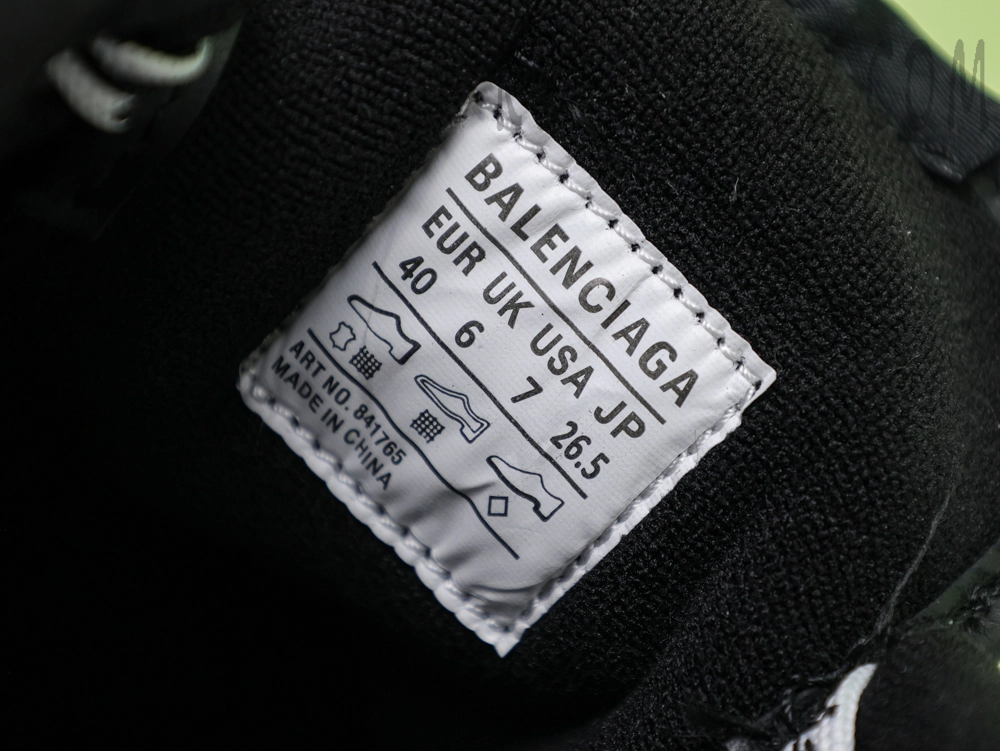 BALENCIAGA
EUR UK USA JP
40 6 7 26.5
ART NO. 841765
MADE IN CHINA